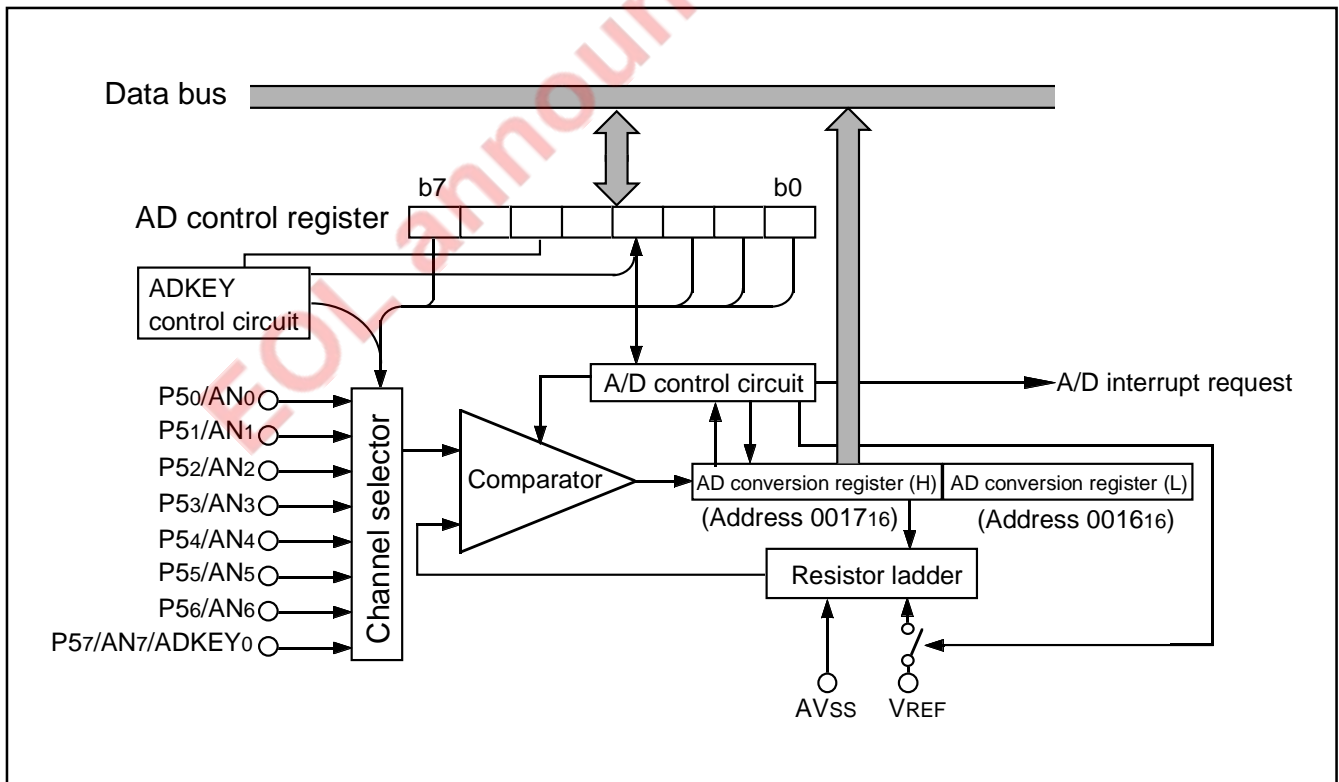 EOL announ
Data bus
b7 b0
AD control register
ADKEY
control circuit
A/D control circuit
A/D interrupt request
P50/AN0
P51/AN1
P52/AN2
P53/AN3
P54/AN4
P55/AN5
P56/AN6
P57/AN7/ADKEY0
Channel selector
Comparator
AD conversion register (H) AD conversion register (L)
(Address 001716) (Address 001616)
Resistor ladder
AVSS VREF